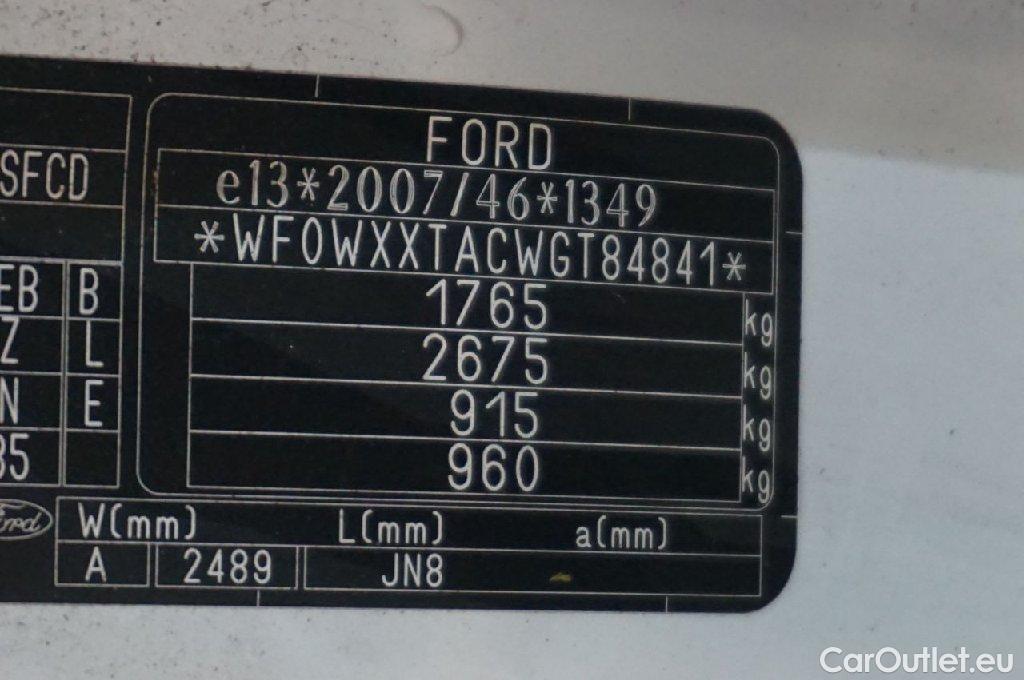 FORD
e13*2007/46*1349
*WF0WXXTACWGT84841*
1765 kg
2675 kg
915 kg
960 kg
SFCD
EB B
Z L
N E
35
Ford
W(mm) L(mm) a(mm)
A 2489 JN8
CarOutlet.eu